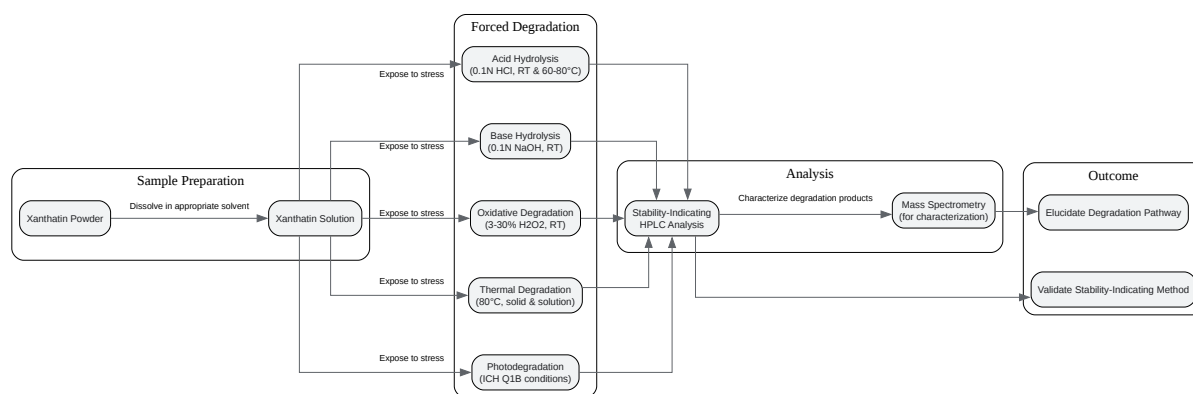 Forced Degradation
Acid Hydrolysis
(0.1N HCl, RT & 60-80°C)
Expose to stress
Base Hydrolysis
(0.1N NaOH, RT)
Expose to stress
Sample Preparation
Xanthatin Powder
Dissolve in appropriate solvent
Xanthatin Solution
Expose to stress
Oxidative Degradation
(3-30% H2O2, RT)
Expose to stress
Thermal Degradation
(80°C, solid & solution)
Expose to stress
Photodegradation
(ICH Q1B conditions)
Analysis
Stability-Indicating
HPLC Analysis
Characterize degradation products
Mass Spectrometry
(for characterization)
Outcome
Elucidate Degradation Pathway
Validate Stability-Indicating Method